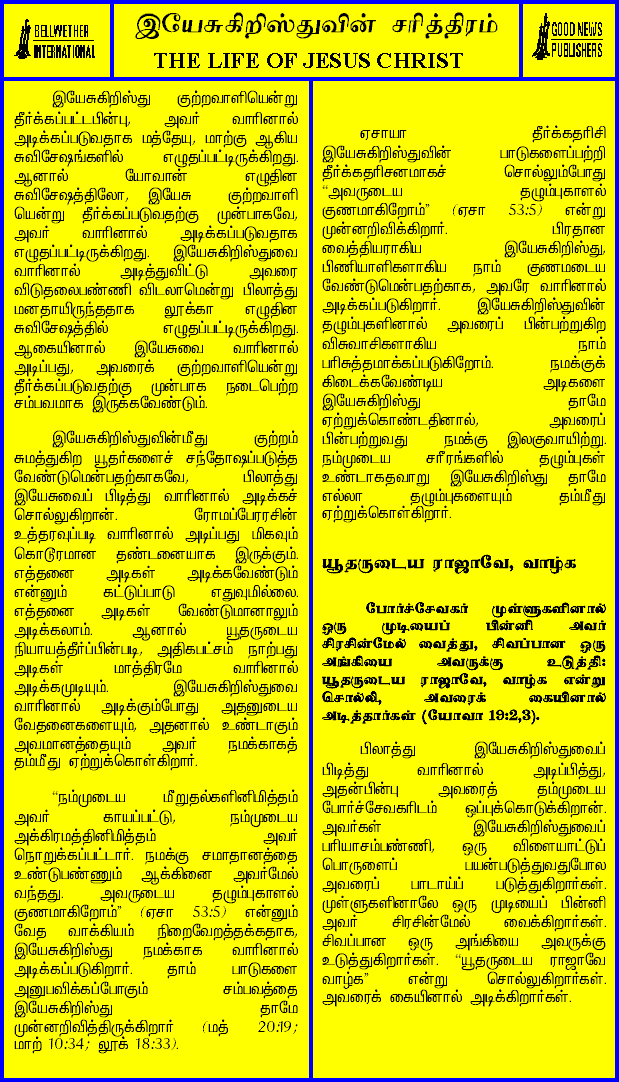 BELLWETHER
INTERNATIONAL
இயேசுகிறிஸ்துவின் சரித்திரம்
THE LIFE OF JESUS CHRIST
GOOD NEWS
PUBLISHERS
இயேசுகிறிஸ்து குற்றவாளியென்று
தீர்க்கப்பட்டபின்பு, அவர் வாரினால்
அடிக்கப்படுவதாக மத்தேயு, மாற்கு ஆகிய
சுவிசேஷங்களில் எழுதப்பட்டிருக்கிறது.
ஆனால் யோவான் எழுதின
சுவிசேஷத்திலோ, இயேசு குற்றவாளி
யென்று தீர்க்கப்படுவதற்கு முன்பாகவே,
அவர் வாரினால் அடிக்கப்படுவதாக
எழுதப்பட்டிருக்கிறது. இயேசுகிறிஸ்துவை
வாரினால் அடித்துவிட்டு அவரை
விடுதலைபண்ணி விடலாமென்று பிலாத்து
மனதாயிருந்ததாக லூக்கா எழுதின
சுவிசேஷத்தில் எழுதப்பட்டிருக்கிறது.
ஆகையினால் இயேசுவை வாரினால்
அடிப்பது, அவரைக் குற்றவாளியென்று
தீர்க்கப்படுவதற்கு முன்பாக நடைபெற்ற
சம்பவமாக இருக்கவேண்டும்.
இயேசுகிறிஸ்துவின்மீது குற்றம்
சுமத்துகிற யூதர்களைச் சந்தோஷப்படுத்த
வேண்டுமென்பதற்காகவே, பிலாத்து
இயேசுவைப் பிடித்து வாரினால் அடிக்கச்
சொல்லுகிறான். ரோமப்பேரரசின்
உத்தரவுப்படி வாரினால் அடிப்பது மிகவும்
கொடூரமான தண்டனையாக இருக்கும்.
எத்தனை அடிகள் அடிக்கவேண்டும்
என்னும் கட்டுப்பாடு எதுவுமில்லை.
எத்தனை அடிகள் வேண்டுமானாலும்
அடிக்கலாம். ஆனால் யூதருடைய
நியாயத்தீர்ப்பின்படி, அதிகபட்சம் நாற்பது
அடிகள் மாத்திரமே வாரினால்
அடிக்கமுடியும். இயேசுகிறிஸ்துவை
வாரினால் அடிக்கும்போது அதனுடைய
வேதனைகளையும், அதனால் உண்டாகும்
அவமானத்தையும் அவர் நமக்காகத்
தம்மீது ஏற்றுக்கொள்கிறார்.
“நம்முடைய மீறுதல்களினிமித்தம்
அவர் காயப்பட்டு, நம்முடைய
அக்கிரமத்தினிமித்தம் அவர்
நொறுக்கப்பட்டார். நமக்கு சமாதானத்தை
உண்டுபண்ணும் ஆக்கினை அவர்மேல்
வந்தது. அவருடைய தழும்புகளால்
குணமாகிறோம்” (ஏசா 53:5) என்னும்
வேத வாக்கியம் நிறைவேறத்தக்கதாக,
இயேசுகிறிஸ்து நமக்காக வாரினால்
அடிக்கப்படுகிறார். தாம் பாடுகளை
அனுபவிக்கப்போகும் சம்பவத்தை
இயேசுகிறிஸ்து தாமே
முன்னறிவித்திருக்கிறார் (மத் 20:19;
மாற் 10:34; லூக் 18:33).
ஏசாயா தீர்க்கதரிசி
இயேசுகிறிஸ்துவின் பாடுகளைப்பற்றி
தீர்க்கதரிசனமாகச் சொல்லும்போது
“அவருடைய தழும்புகளால்
குணமாகிறோம்” (ஏசா 53:5) என்று
முன்னறிவிக்கிறார். பிரதான
வைத்தியராகிய இயேசுகிறிஸ்து,
பிணியாளிகளாகிய நாம் குணமடைய
வேண்டுமென்பதற்காக, அவரே வாரினால்
அடிக்கப்படுகிறார். இயேசுகிறிஸ்துவின்
தழும்புகளினால் அவரைப் பின்பற்றுகிற
விசுவாசிகளாகிய நாம்
பரிசுத்தமாக்கப்படுகிறோம். நமக்குக்
கிடைக்கவேண்டிய அடிகளை
இயேசுகிறிஸ்து தாமே
ஏற்றுக்கொண்டதினால், அவரைப்
பின்பற்றுவது நமக்கு இலகுவாயிற்று.
நம்முடைய சரீரங்களில் தழும்புகள்
உண்டாகதவாறு இயேசுகிறிஸ்து தாமே
எல்லா தழும்புகளையும் தம்மீது
ஏற்றுக்கொள்கிறார்.
யூதருடைய ராஜாவே, வாழ்க
போர்ச்சேவகர் முள்ளுகளினால்
ஒரு முடியைப் பின்னி அவர்
சிரசின்மேல் வைத்து, சிவப்பான ஒரு
அங்கியை அவருக்கு உடுத்தி:
யூதருடைய ராஜாவே, வாழ்க என்று
சொல்லி, அவரைக் கையினால்
அடித்தார்கள் (யோவா 19:2,3).
பிலாத்து இயேசுகிறிஸ்துவைப்
பிடித்து வாரினால் அடிப்பித்து,
அதன்பின்பு அவரைத் தம்முடைய
போர்ச்சேவகரிடம் ஒப்புக்கொடுக்கிறான்.
அவர்கள் இயேசுகிறிஸ்துவைப்
பரியாசம்பண்ணி, ஒரு விளையாட்டுப்
பொருளைப் பயன்படுத்துவதுபோல
அவரைப் பாடாய்ப் படுத்துகிறார்கள்.
முள்ளுகளினாலே ஒரு முடியைப் பின்னி
அவர் சிரசின்மேல் வைக்கிறார்கள்.
சிவப்பான ஒரு அங்கியை அவருக்கு
உடுத்துகிறார்கள். “யூதருடைய ராஜாவே
வாழ்க” என்று சொல்லுகிறார்கள்.
அவரைக் கையினால் அடிக்கிறார்கள்.